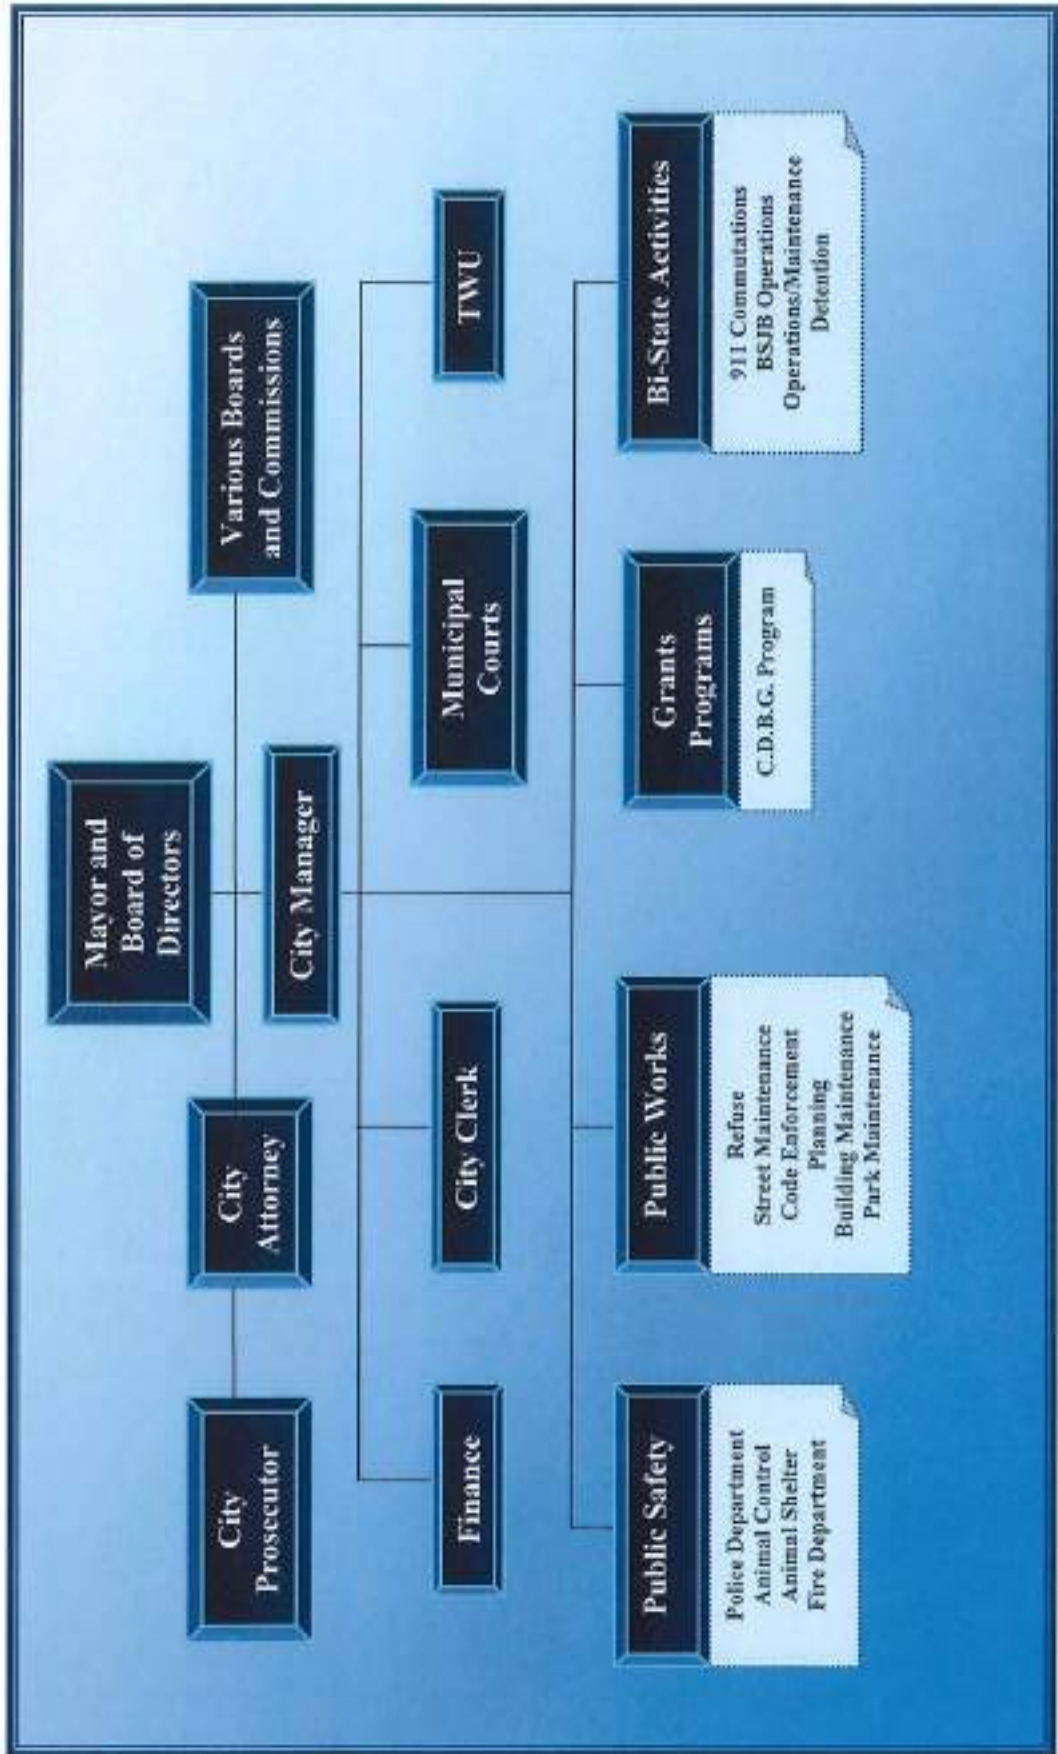 Mayor and
Board of
Directors
City
Prosecutor
City
Attorney
Various Boards
and Commissions
City Manager
Finance
City Clerk
Municipal
Courts
TWU
Public Safety
Police Department
Animal Control
Animal Shelter
Fire Department
Public Works
Refuse
Street Maintenance
Code Enforcement
Planning
Building Maintenance
Park Maintenance
Grants
Programs
C.D.B.G. Program
Bi-State Activities
911 Commutations
BSJB Operations
Operations/Maintenance
Detention